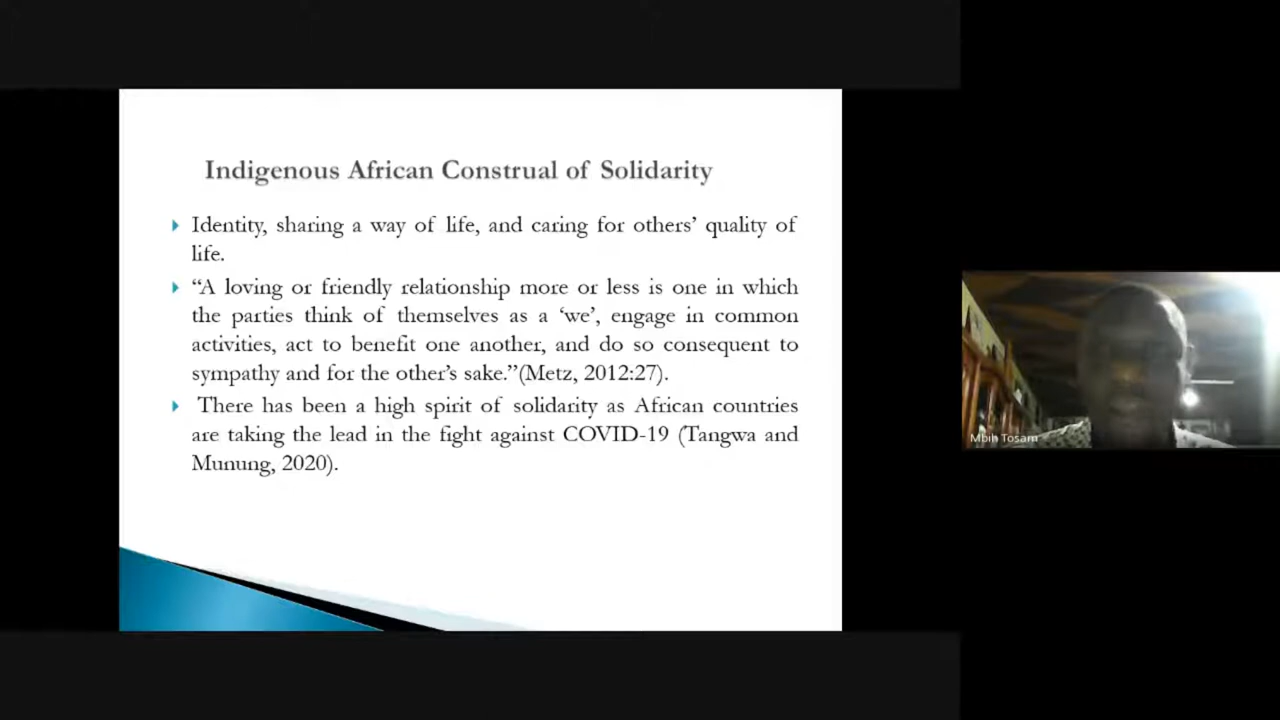 Indigenous African Construal of Solidarity
Identity, sharing a way of life, and caring for others’ quality of
life.
“A loving or friendly relationship more or less is one in which
the parties think of themselves as a ‘we’, engage in common
activities, act to benefit one another, and do so consequent to
sympathy and for the other’s sake.”(Metz, 2012:27).
There has been a high spirit of solidarity as African countries
are taking the lead in the fight against COVID-19 (Tangwa and
Munung, 2020).
Mbih Tosam